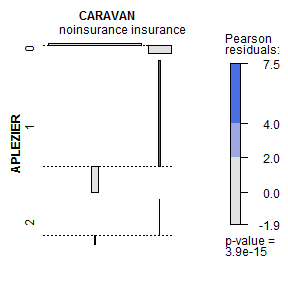 CARAVAN
noinsurance insurance
APLEZIER
0
1
2
Pearson
residuals:
7.5
4.0
2.0
0.0
-1.9
p-value =
3.9e-15